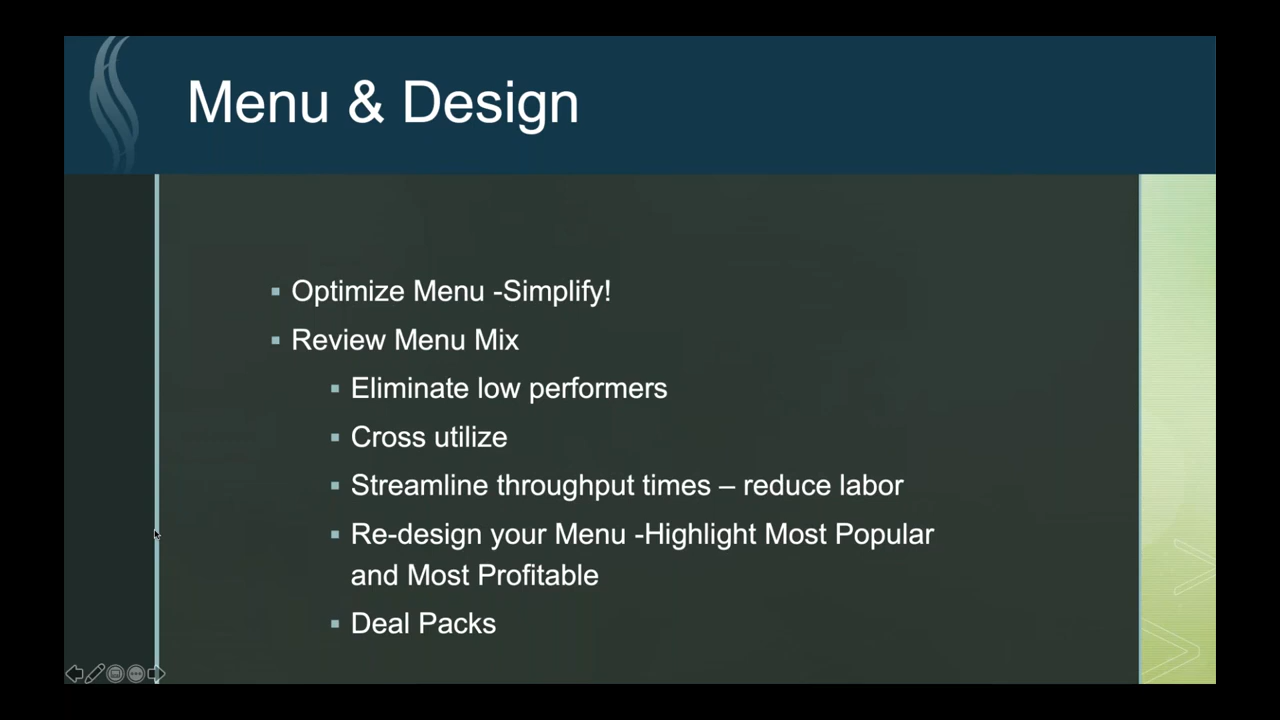 Menu & Design
Optimize Menu -Simplify!
Review Menu Mix
Eliminate low performers
Cross utilize
Streamline throughput times – reduce labor
Re-design your Menu -Highlight Most Popular
and Most Profitable
Deal Packs